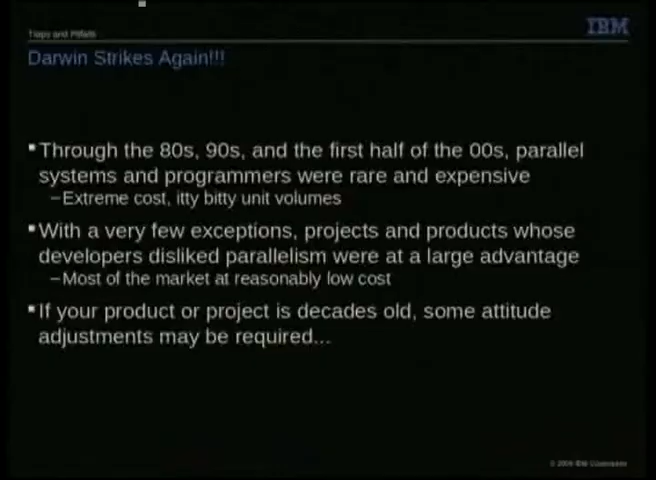 IBM
Traps and Pitfalls
Darwin Strikes Again!!!
▪Through the 80s, 90s, and the first half of the 00s, parallel
systems and programmers were rare and expensive
–Extreme cost, itty bitty unit volumes
▪With a very few exceptions, projects and products whose
developers disliked parallelism were at a large advantage
–Most of the market at reasonably low cost
▪If your product or project is decades old, some attitude
adjustments may be required...
IBM Corporation